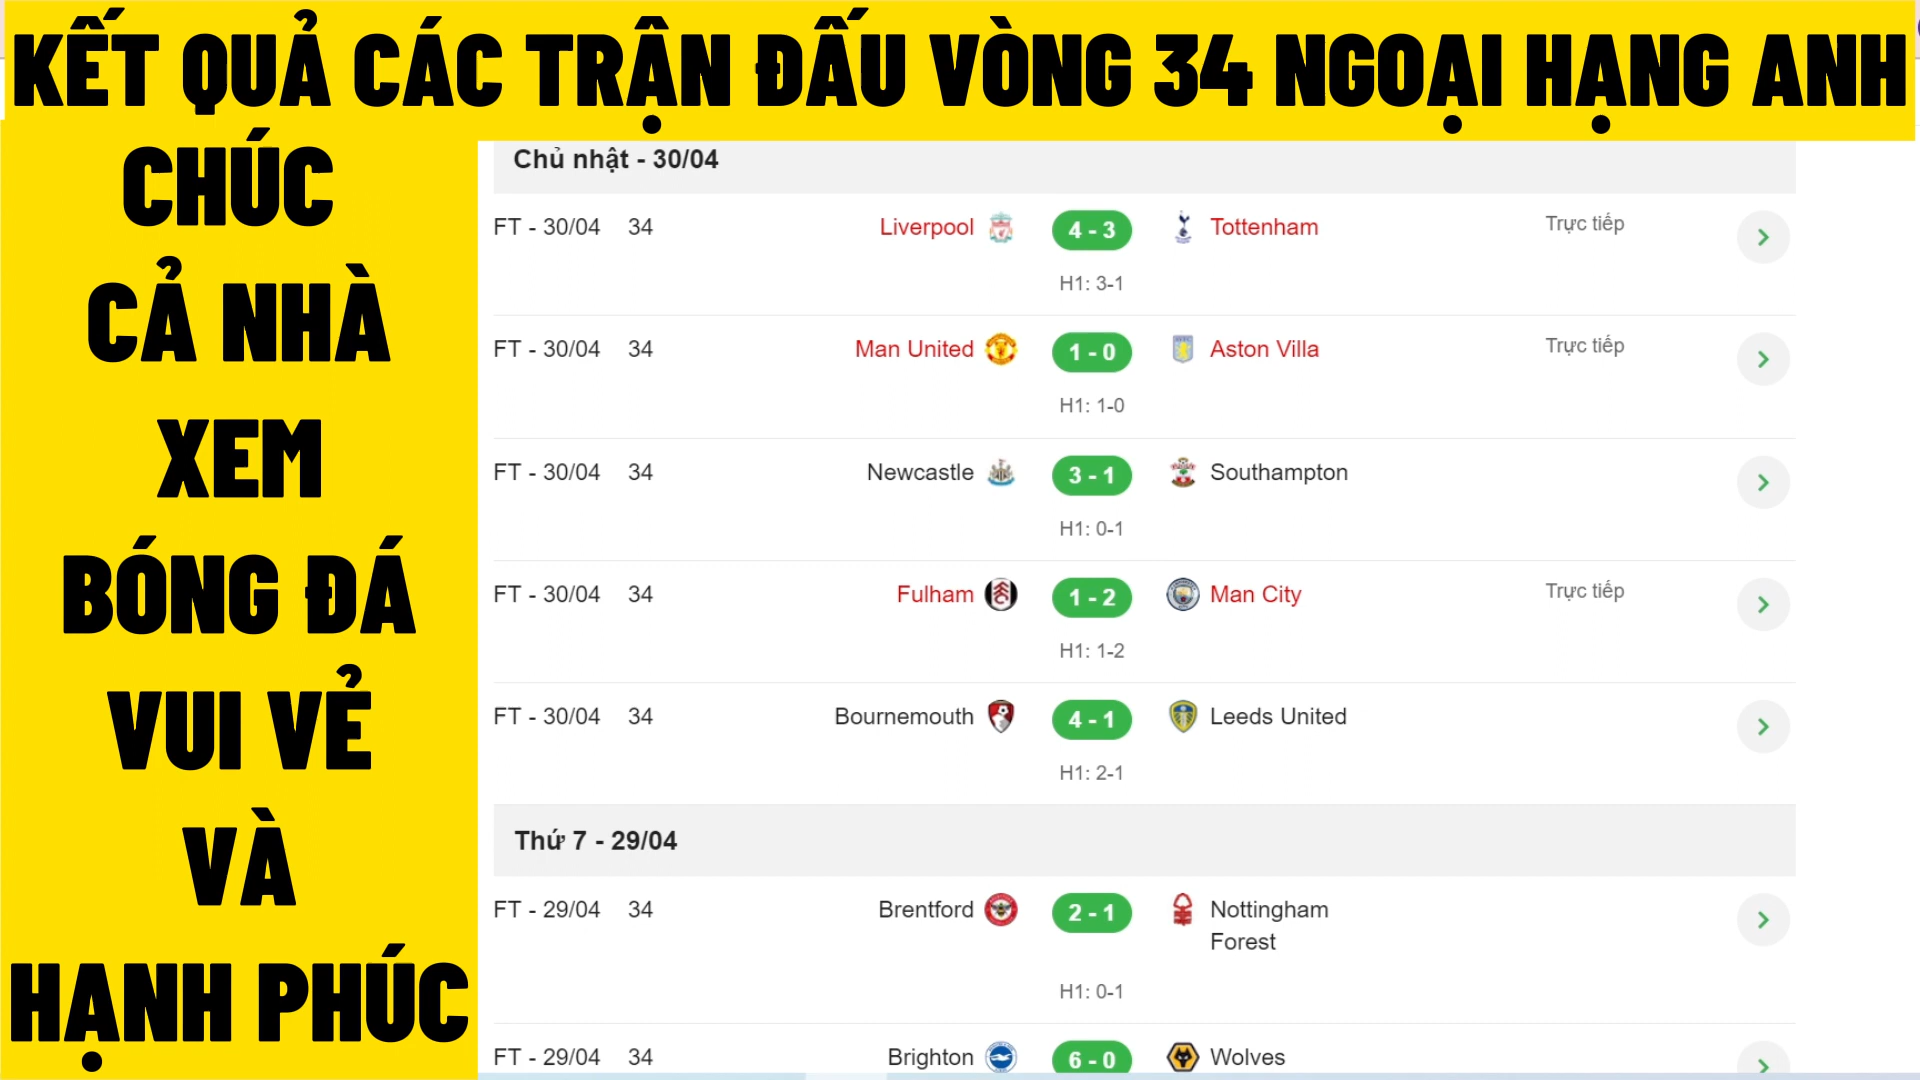 KẾT QUẢ CÁC TRẬN ĐẤU VÒNG 34 NGOẠI HẠNG ANH
CHÚC
CẢ NHÀ
XEM
BÓNG ĐÁ
VUI VẺ
VÀ
HẠNH PHÚC
Chủ nhật - 30/04
FT - 30/04 34 Liverpool 4 - 3 Tottenham Trực tiếp
H1: 3-1
FT - 30/04 34 Man United 1 - 0 Aston Villa Trực tiếp
H1: 1-0
FT - 30/04 34 Newcastle 3 - 1 Southampton
H1: 0-1
FT - 30/04 34 Fulham 1 - 2 Man City Trực tiếp
H1: 1-2
FT - 30/04 34 Bournemouth 4 - 1 Leeds United
H1: 2-1
Thứ 7 - 29/04
FT - 29/04 34 Brentford 2 - 1 Nottingham
Forest
H1: 0-1
FT - 29/04 34 Brighton 6 - 0 Wolves